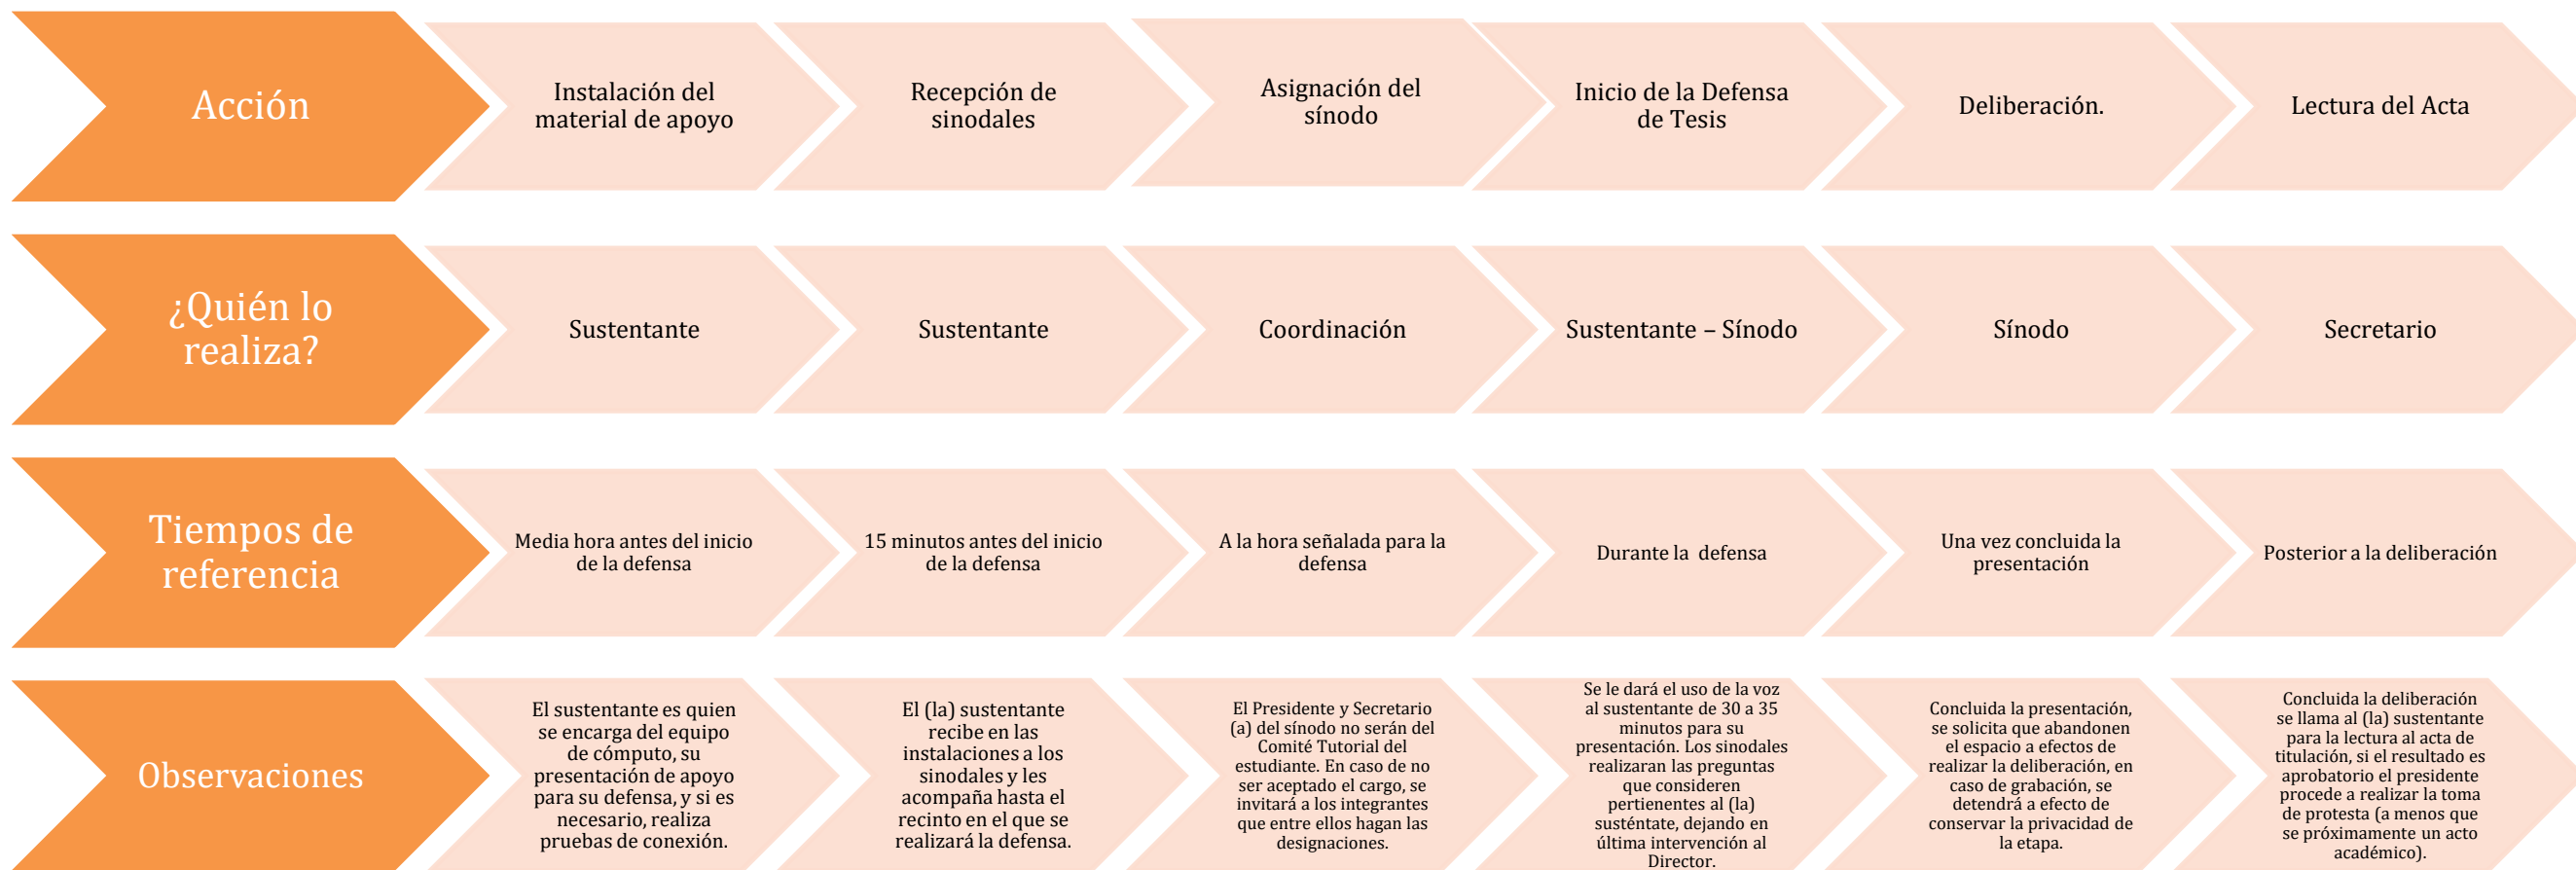 Acción
Instalación del
material de apoyo
Recepción de
sinodales
Asignación del
sínodo
Inicio de la Defensa
de Tesis
Deliberación.
Lectura del Acta
¿Quién lo
realiza?
Sustentante
Sustentante
Coordinación
Sustentante – Sínodo
Sínodo
Secretario
Tiempos de
referencia
Media hora antes del inicio
de la defensa
15 minutos antes del inicio
de la defensa
A la hora señalada para la
defensa
Durante la defensa
Una vez concluida la
presentación
Posterior a la deliberación
Observaciones
El sustentante es quien
se encarga del equipo
de cómputo, su
presentación de apoyo
para su defensa, y si es
necesario, realiza
pruebas de conexión.
El (la) sustentante
recibe en las
instalaciones a los
sinodales y les
acompaña hasta el
recinto en el que se
realizará la defensa.
El Presidente y Secretario
(a) del sínodo no serán del
Comité Tutorial del
estudiante. En caso de no
ser aceptado el cargo, se
invitará a los integrantes
que entre ellos hagan las
designaciones.
Se le dará el uso de la voz
al sustentante de 30 a 35
minutos para su
presentación. Los sinodales
realizaran las preguntas
que consideren
pertienentes al (la)
susténtate, dejando en
última intervención al
Director.
Concluida la presentación,
se solicita que abandonen
el espacio a efectos de
realizar la deliberación, en
caso de grabación, se
detendrá a efecto de
conservar la privacidad de
la etapa.
Concluida la deliberación
se llama al (la) sustentante
para la lectura al acta de
titulación, si el resultado es
aprobatorio el presidente
procede a realizar la toma
de protesta (a menos que
se próximamente un acto
académico).